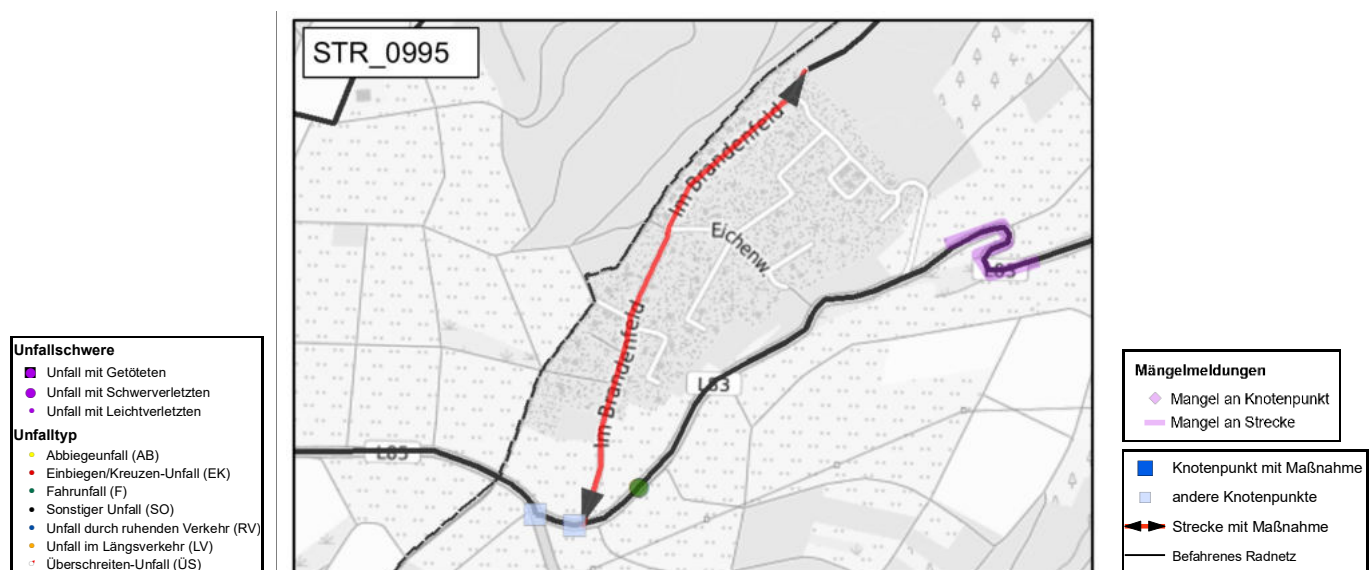 STR_0995
Im Brandenfeld
Eichenw.
Im Brandenfeld
L83
Unfallschwere
Unfall mit Getöteten
Unfall mit Schwerverletzten
Unfall mit Leichtverletzten
Unfalltyp
Abbiegeunfall (AB)
Einbiegen/Kreuzen-Unfall (EK)
Fahrunfall (F)
Sonstiger Unfall (SO)
Unfall durch ruhenden Verkehr (RV)
Unfall im Längsverkehr (LV)
Überschreiten-Unfall (ÜS)
Mängelmeldungen
Mangel an Knotenpunkt
Mangel an Strecke
Knotenpunkt mit Maßnahme
andere Knotenpunkte
Strecke mit Maßnahme
Befahrenes Radnetz